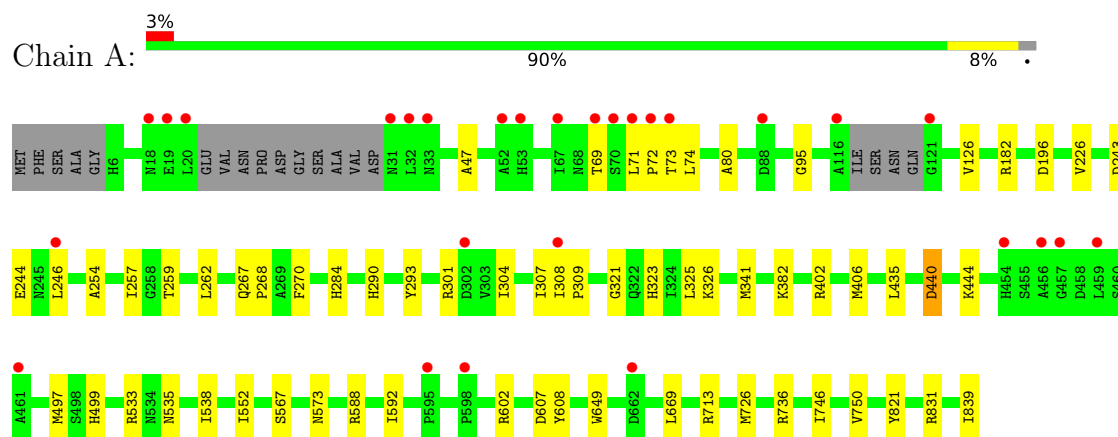 3%
Chain A:
90% 8% •
MET PHE SER ALA GLY H6 N18 E19 L20 GLU VAL ASN PRO ASP GLY SER ALA VAL ASP N31 L32 N33 A47 A52 H53 I67 N68 T69 S70 L71 P72 T73 L74 A80 D88 G95 A116 ILE SER ASN GLN G121 V126 R182 D196 V226 D243
E244 N245 L246 A254 I257 G258 T259 L262 Q267 P268 A269 F270 H284 H290 Y293 R301 D302 V303 I304 I307 I308 P309 G321 Q322 H323 I324 L325 K326 M341 K382 R402 M406 L435 D440 K444 H454 S455 A456 G457 D458 L459 S460
A461 M497 S498 H499 R533 N534 N535 I538 I552 S567 N573 R588 I592 P595 P598 R602 D607 Y608 W649 D662 L669 R713 M726 R736 I746 V750 Y821 R831 I839